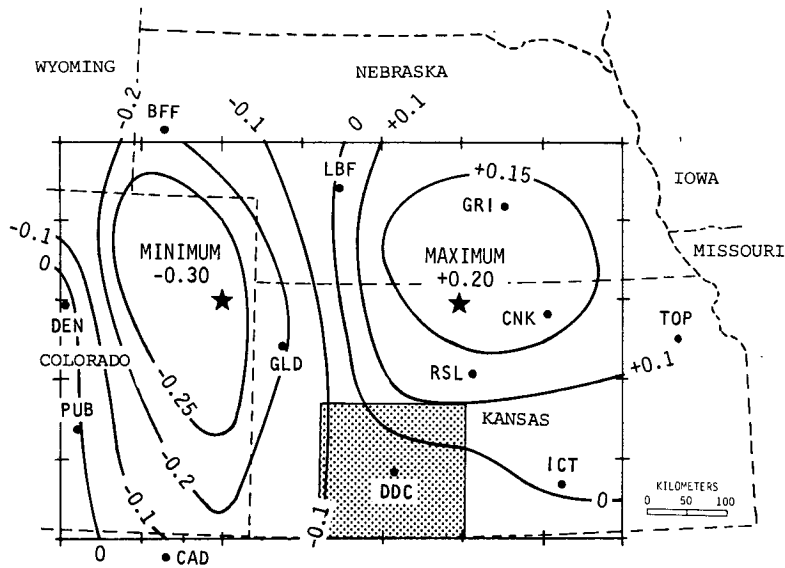 WYOMING
NEBRASKA
-0.2
-0.1
0
+0.1
BFF
LBF
+0.15
GRI
IOWA
MISSOURI
-0.1
0
MINIMUM
-0.30
MAXIMUM
+0.20
DEN
CNK
TOP
COLORADO
GLD
RSL
+0.1
-0.25
PUB
KANSAS
-0.2
DDC
ICT
KILOMETERS
0 50 100
-0.1
-0.1
0
0
CAD